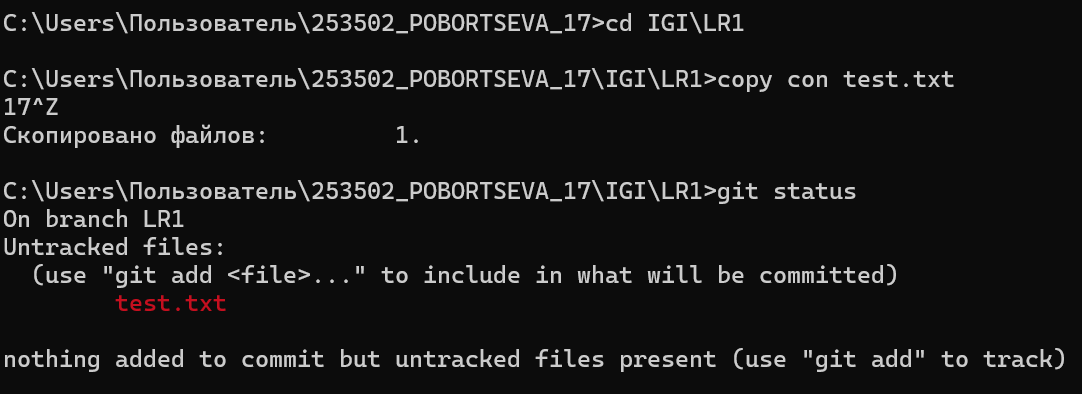 C:\Users\Пользователь\253502_POBORTSEVA_17>cd IGI\LR1
C:\Users\Пользователь\253502_POBORTSEVA_17\IGI\LR1>copy con test.txt
17^Z
Скопировано файлов:         1.
C:\Users\Пользователь\253502_POBORTSEVA_17\IGI\LR1>git status
On branch LR1
Untracked files:
  (use "git add <file>..." to include in what will be committed)
        test.txt
nothing added to commit but untracked files present (use "git add" to track)